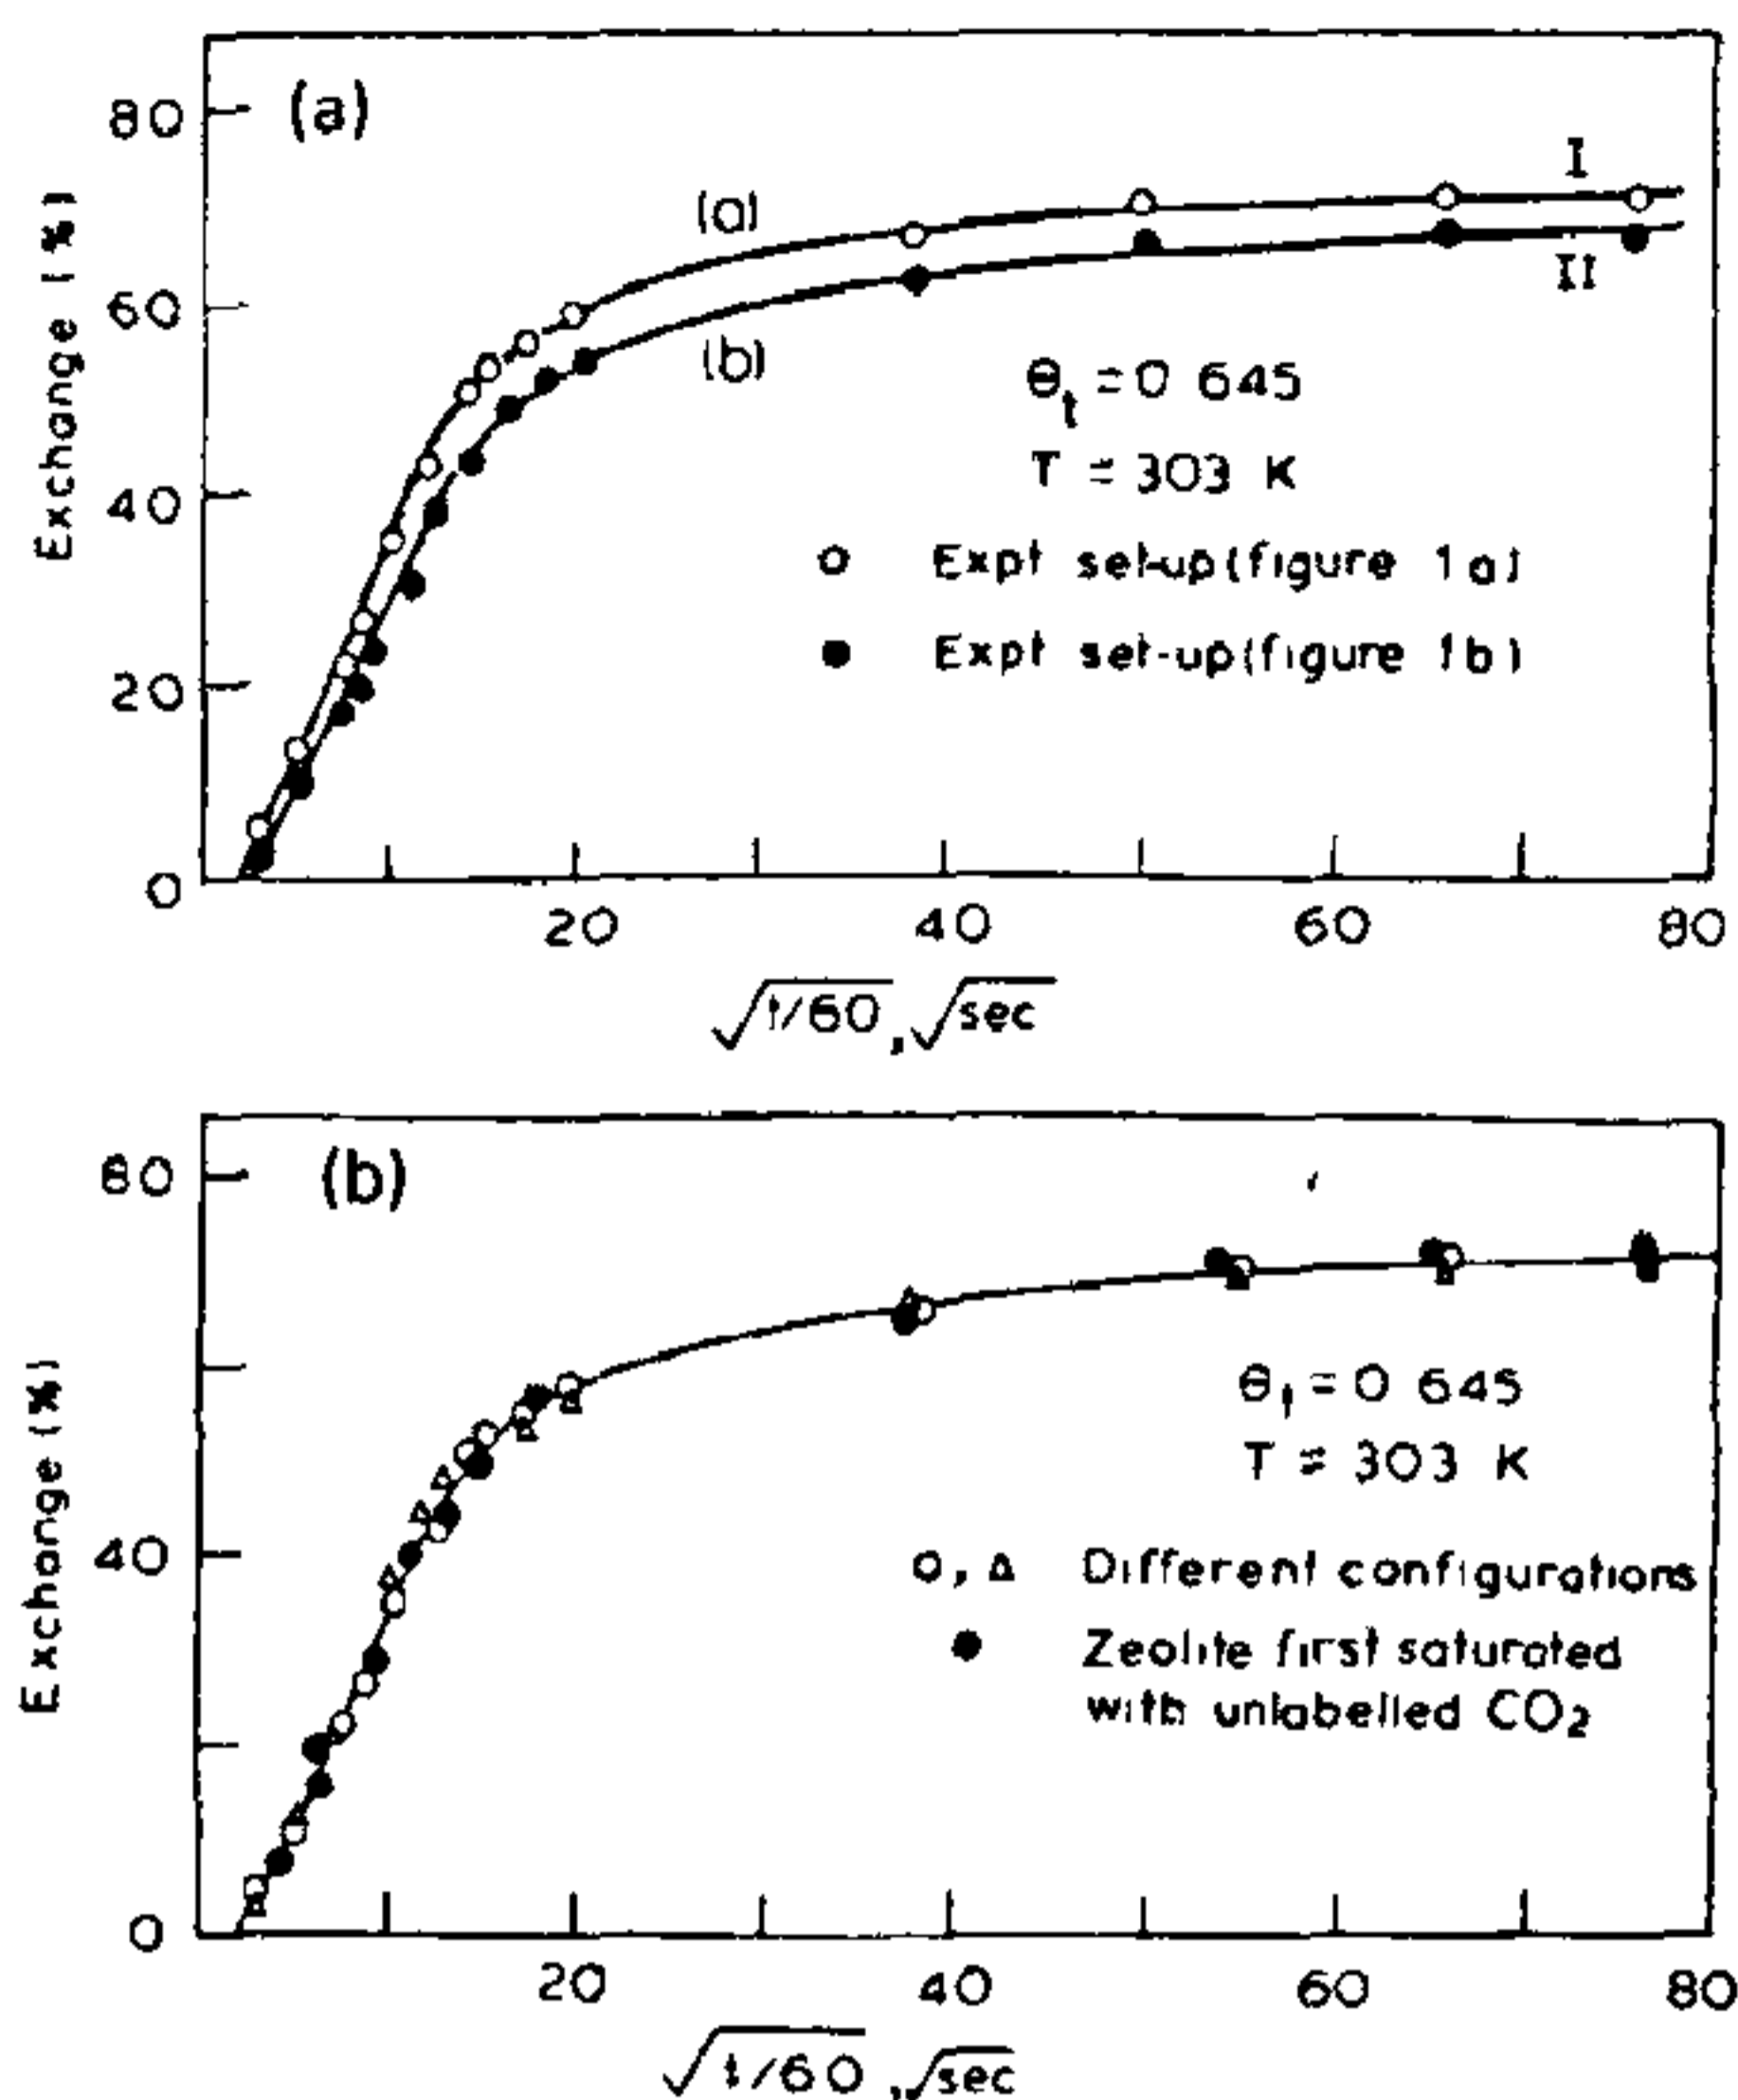 (a)
Exchange (%)
80
60
40
20
0
(a)
(b)
I
II
θt = 0 645
T = 303 K
○ Expt set-up(figure 1a)
● Expt set-up(figure 1b)
20 40 60 80
√t/60, √sec
(b)
Exchange (%)
80
40
0
θt = 0 645
T = 303 K
○, △ Different configurations
● Zeolite first saturated
with unlabelled CO₂
20 40 60 80
√t/60, √sec